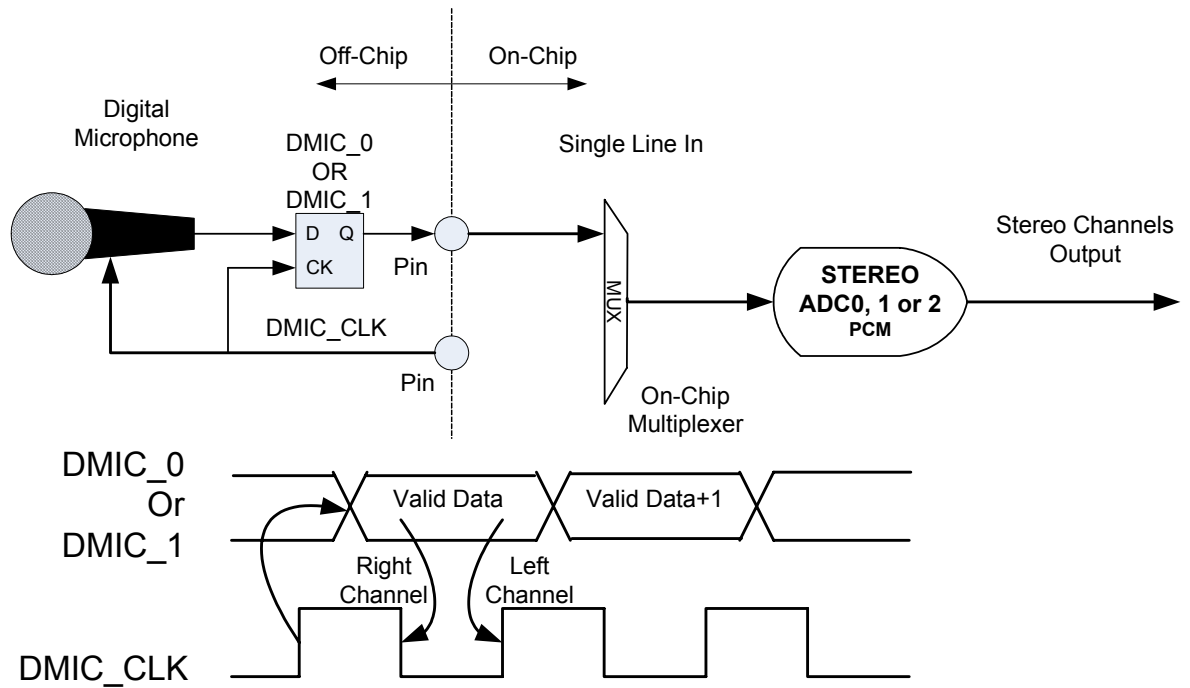 Off-Chip
On-Chip
Digital
Microphone
DMIC_0
OR
DMIC_1
Single Line In
D Q
CK
Pin
MUX
STEREO
ADC0, 1 or 2
PCM
Stereo Channels
Output
DMIC_CLK
Pin
On-Chip
Multiplexer
DMIC_0
Or
DMIC_1
Valid Data
Valid Data+1
Right
Channel
Left
Channel
DMIC_CLK